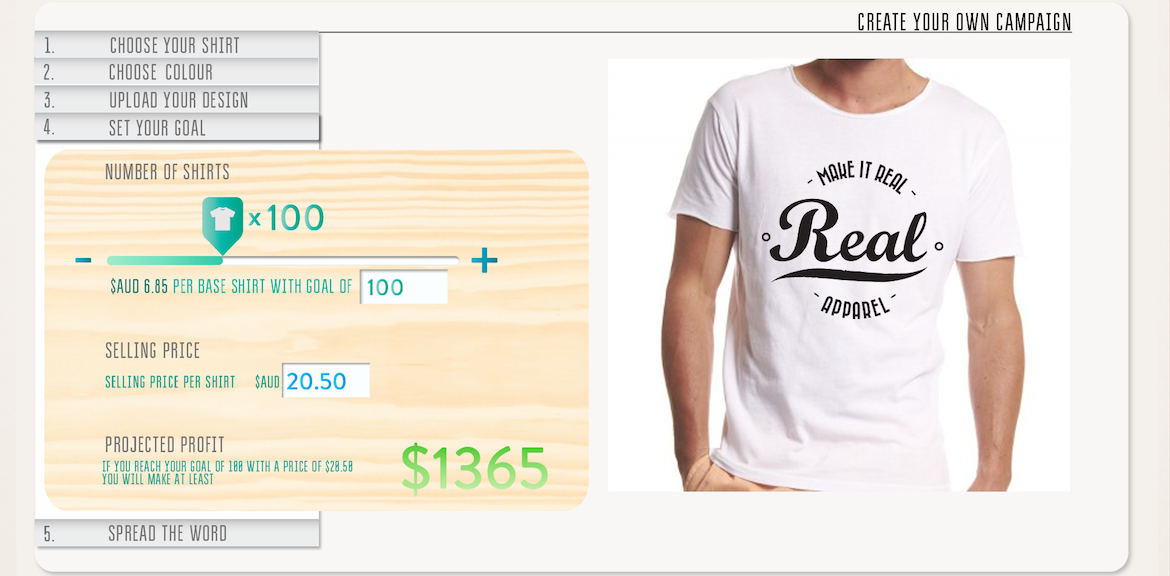 CREATE YOUR OWN CAMPAIGN
1. CHOOSE YOUR SHIRT
2. CHOOSE COLOUR
3. UPLOAD YOUR DESIGN
4. SET YOUR GOAL
NUMBER OF SHIRTS
x100
- +
$AUD 6.85 PER BASE SHIRT WITH GOAL OF 100
SELLING PRICE
SELLING PRICE PER SHIRT $AUD 20.50
PROJECTED PROFIT
IF YOU REACH YOUR GOAL OF 100 WITH A PRICE OF $20.50
YOU WILL MAKE AT LEAST
$1365
5. SPREAD THE WORD
- MAKE IT REAL -
Real
- APPAREL -